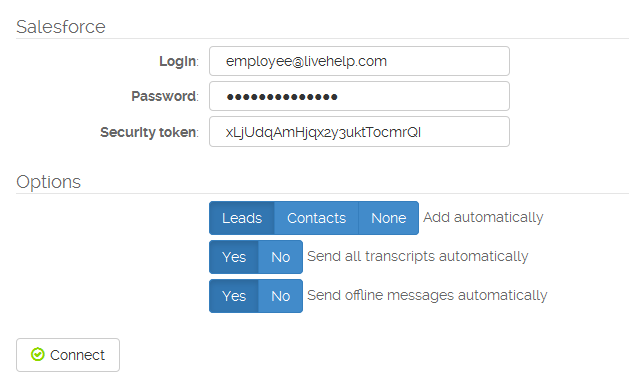 Salesforce
Login: employee@livehelp.com
Password: ●●●●●●●●●●●●●●
Security token: xLjUdqAmHjqx2y3uktTocmrQI
Options
Leads Contacts None Add automatically
Yes No Send all transcripts automatically
Yes No Send offline messages automatically
Connect